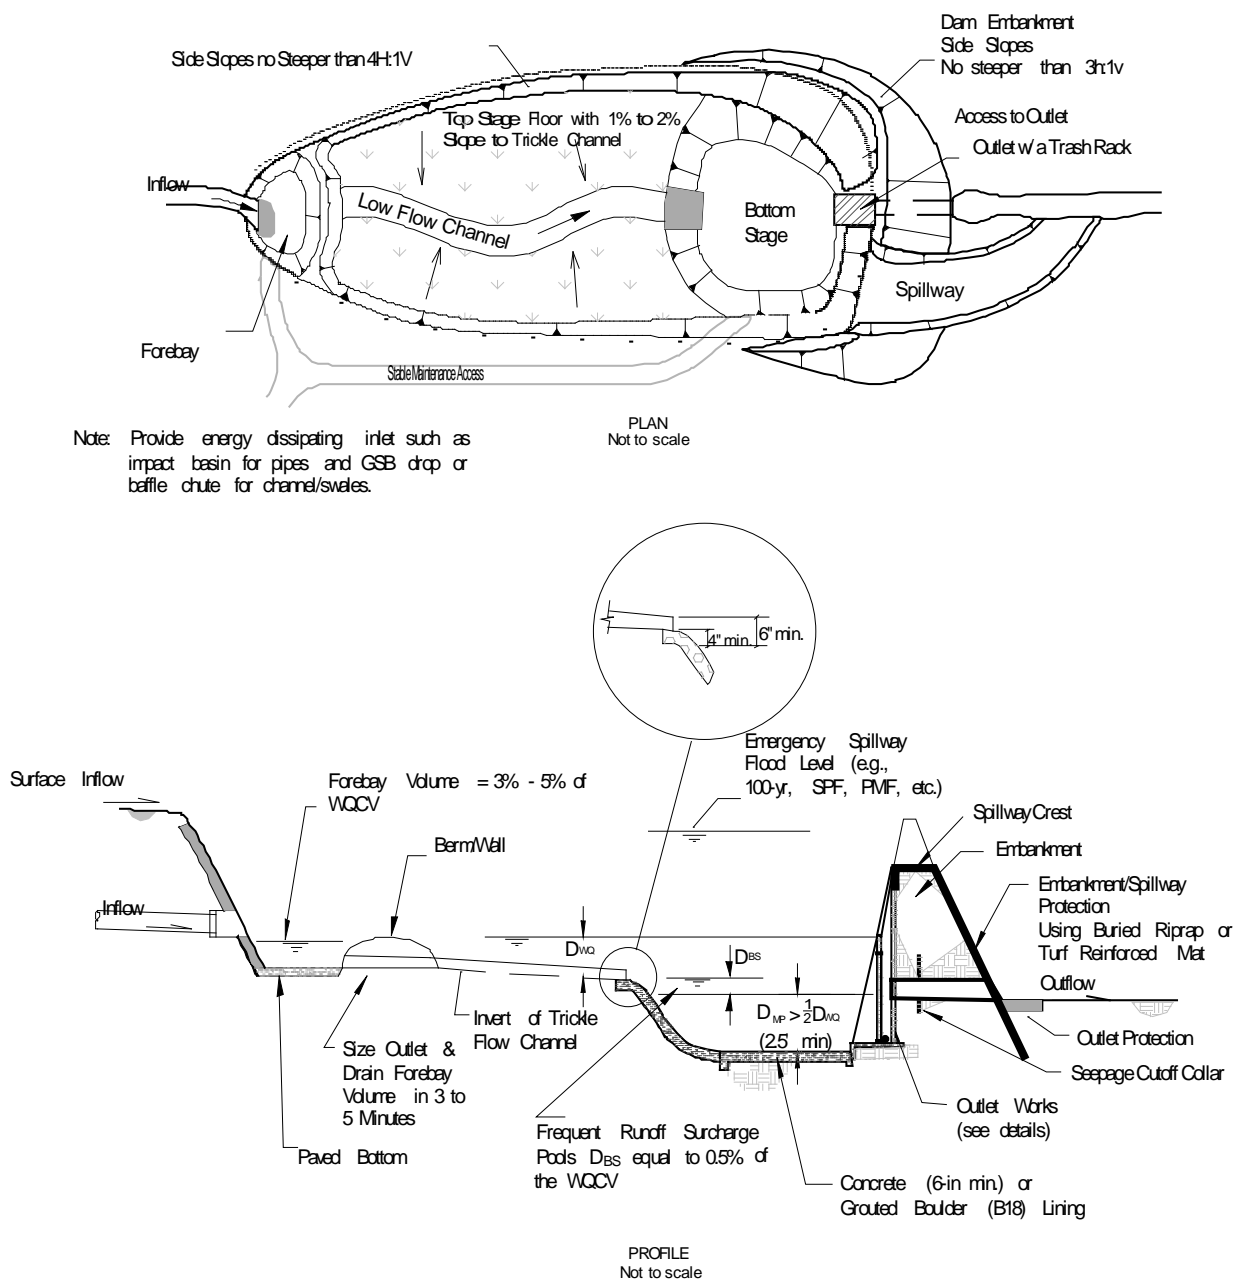 Dam Embankment
Side Slopes
No steeper than 3h:1v
Side Slopes no Steeper than 4H:1V
Top Stage Floor with 1% to 2%
Slope to Trickle Channel
Access to Outlet
Outlet w/ a Trash Rack
Inflow
Low Flow Channel
Bottom
Stage
Spillway
Forebay
Stable Maintenance Access
PLAN
Not to scale
Note: Provide energy dissipating inlet such as
impact basin for pipes and GSB drop or
baffle chute for channel/swales.
4" min.
6" min.
Emergency Spillway
Flood Level (e.g.,
100-yr, SPF, PMF, etc.)
Surface Inflow
Forebay Volume = 3% - 5% of
WQCV
Spillway Crest
Berm/Wall
Embankment
Embankment/Spillway
Protection
Using Buried Riprap or
Turf Reinforced Mat
Inflow
DWQ
DBS
Outflow
DMP > 1/2 DWQ
(2.5' min)
Invert of Trickle
Flow Channel
Outlet Protection
Size Outlet &
Drain Forebay
Volume in 3 to
5 Minutes
Seepage Cutoff Collar
Outlet Works
(see details)
Frequent Runoff Surcharge
Pools DBS equal to 0.5% of
the WQCV
Paved Bottom
Concrete (6-in min.) or
Grouted Boulder (B18) Lining
PROFILE
Not to scale